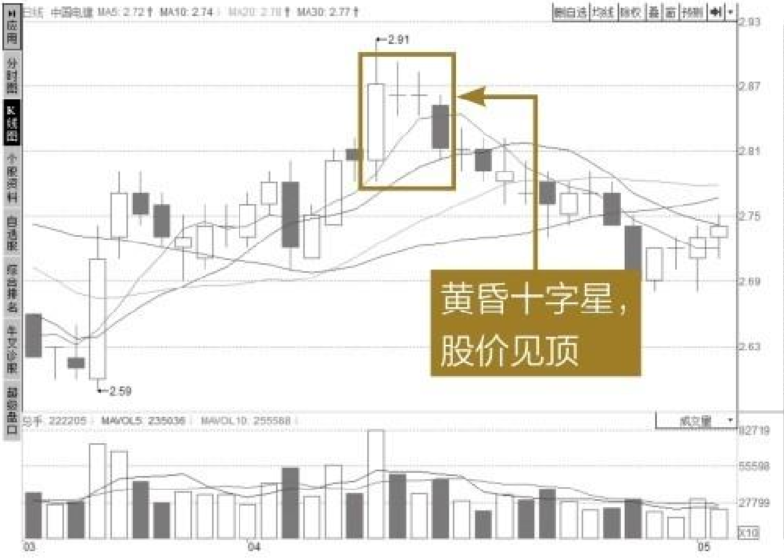 日线 中国电建 MA5: 2.72↑ MA10: 2.74↓ MA20: 2.78↑ MA30: 2.77↑
删自选 均线 除权 叠 窗 预测
应用
分时图
K线图
个股资料
自选股
综合排名
牛叉诊股
超级盘口
2.93
2.87
2.81
2.75
2.69
2.63
2.91
2.59
黄昏十字星,
股价见顶
总手: 222205 MAVOL5: 235036 MAVOL10: 255588
成交量
82719
55598
27799
X10
03
04
05